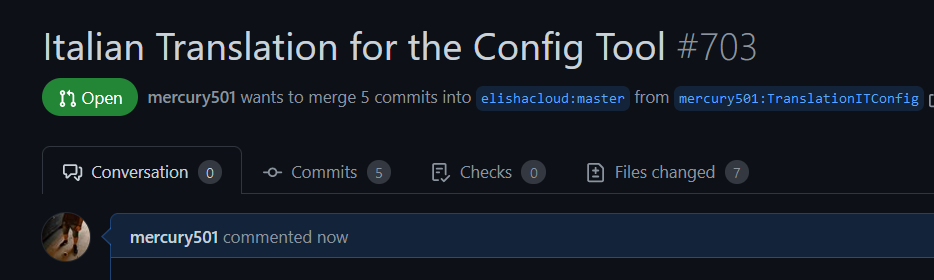 Italian Translation for the Config Tool #703
Open mercury501 wants to merge 5 commits into elishacloud:master from mercury501:TranslationITConfig
Conversation 0 Commits 5 Checks 0 Files changed 7
mercury501 commented now